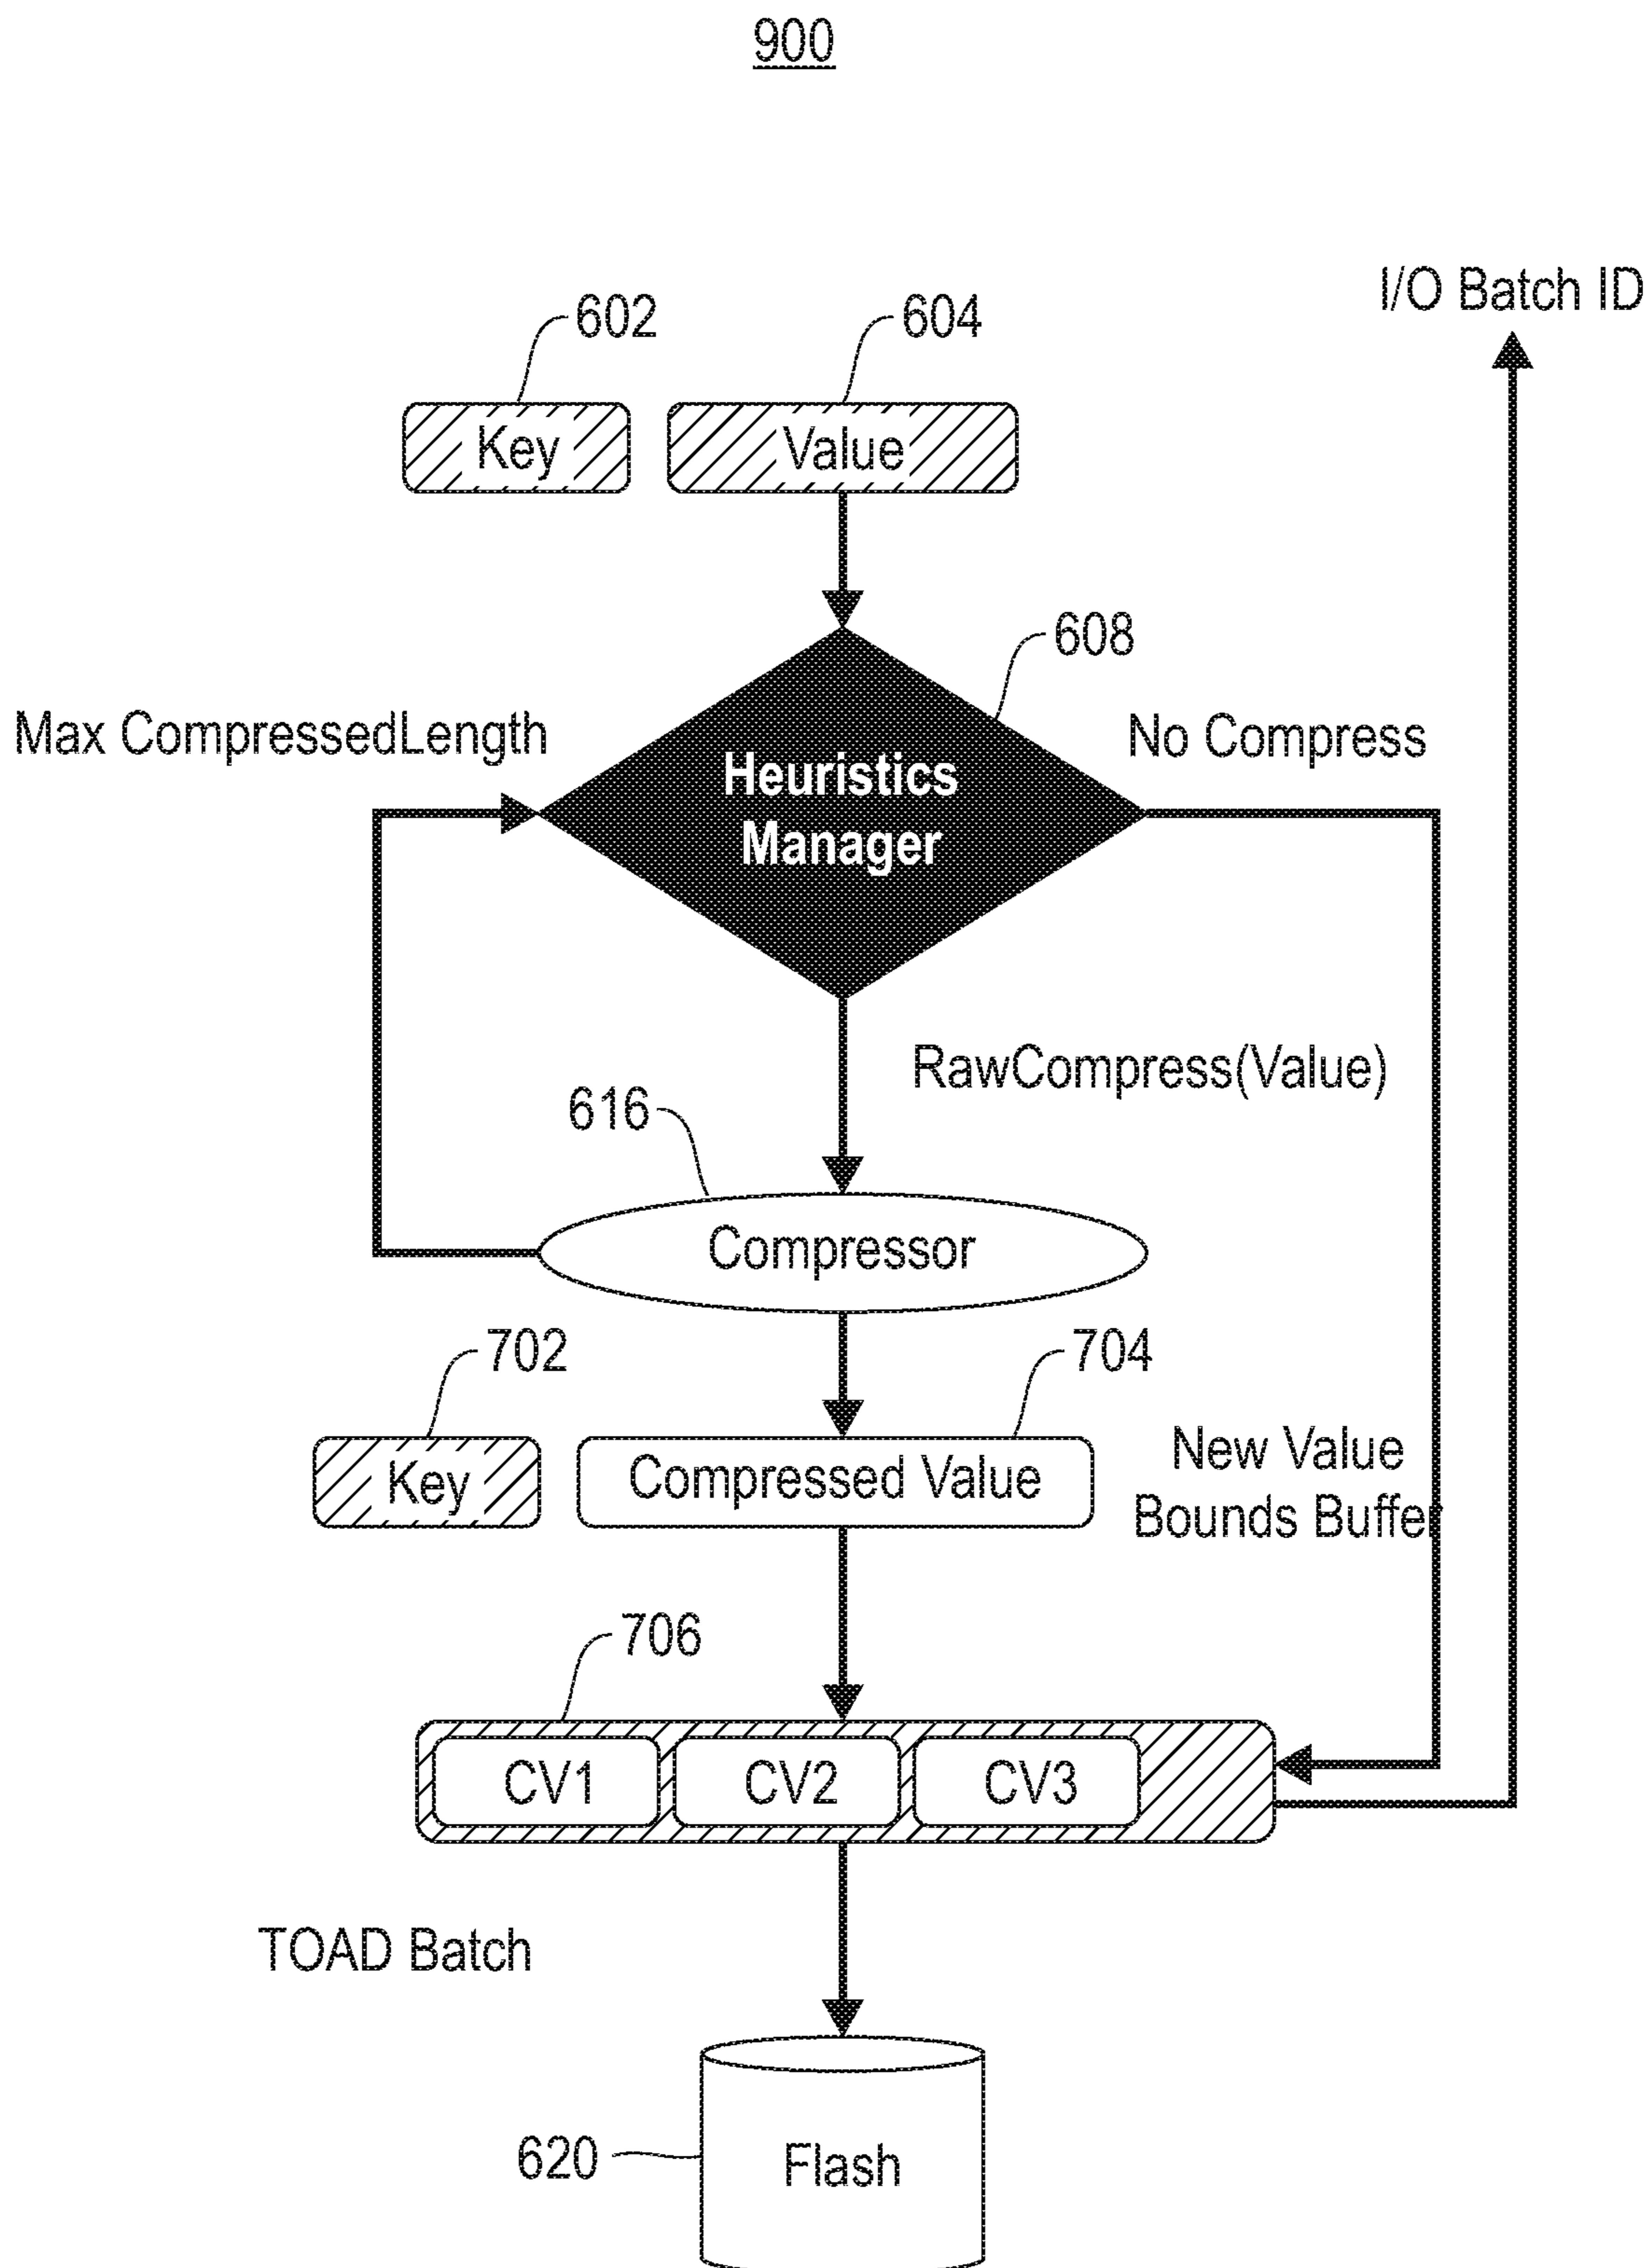 900
I/O Batch ID
602
604
Key
Value
608
Max CompressedLength
No Compress
Heuristics
Manager
RawCompress(Value)
616
Compressor
702
704
Key
Compressed Value
New Value
Bounds Buffer
706
CV1
CV2
CV3
TOAD Batch
620
Flash